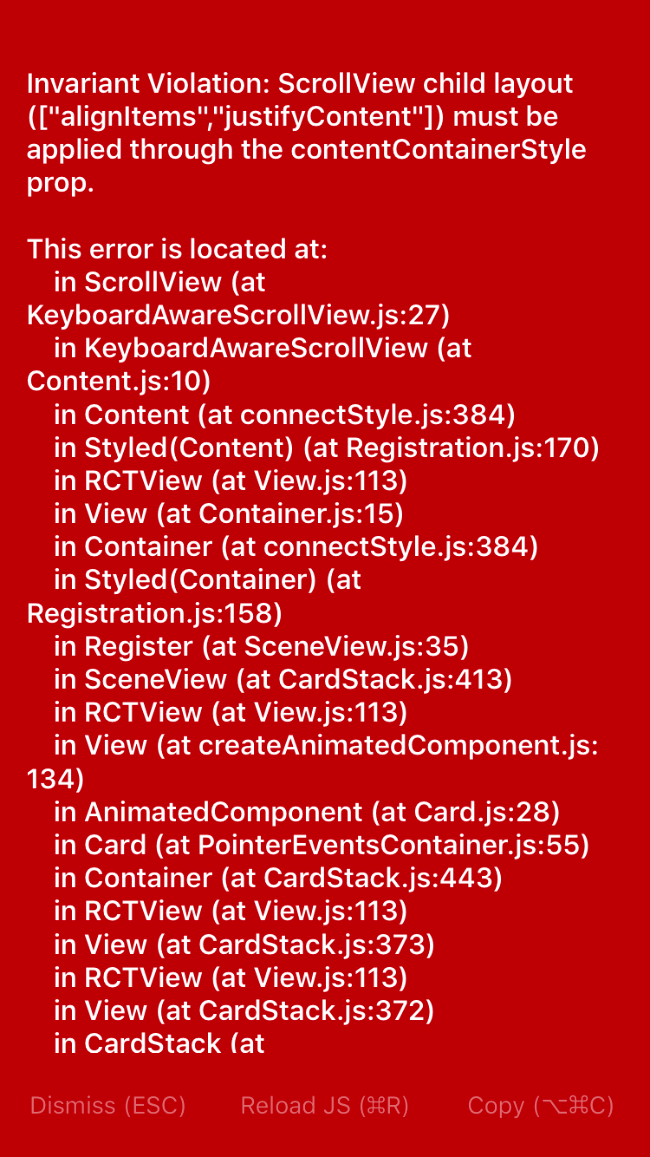 Invariant Violation: ScrollView child layout
(["alignItems","justifyContent"]) must be
applied through the contentContainerStyle
prop.
This error is located at:
in ScrollView (at
KeyboardAwareScrollView.js:27)
in KeyboardAwareScrollView (at
Content.js:10)
in Content (at connectStyle.js:384)
in Styled(Content) (at Registration.js:170)
in RCTView (at View.js:113)
in View (at Container.js:15)
in Container (at connectStyle.js:384)
in Styled(Container) (at
Registration.js:158)
in Register (at SceneView.js:35)
in SceneView (at CardStack.js:413)
in RCTView (at View.js:113)
in View (at createAnimatedComponent.js:
134)
in AnimatedComponent (at Card.js:28)
in Card (at PointerEventsContainer.js:55)
in Container (at CardStack.js:443)
in RCTView (at View.js:113)
in View (at CardStack.js:373)
in RCTView (at View.js:113)
in View (at CardStack.js:372)
in CardStack (at
Dismiss (ESC) Reload JS (⌘R) Copy (⌥⌘C)